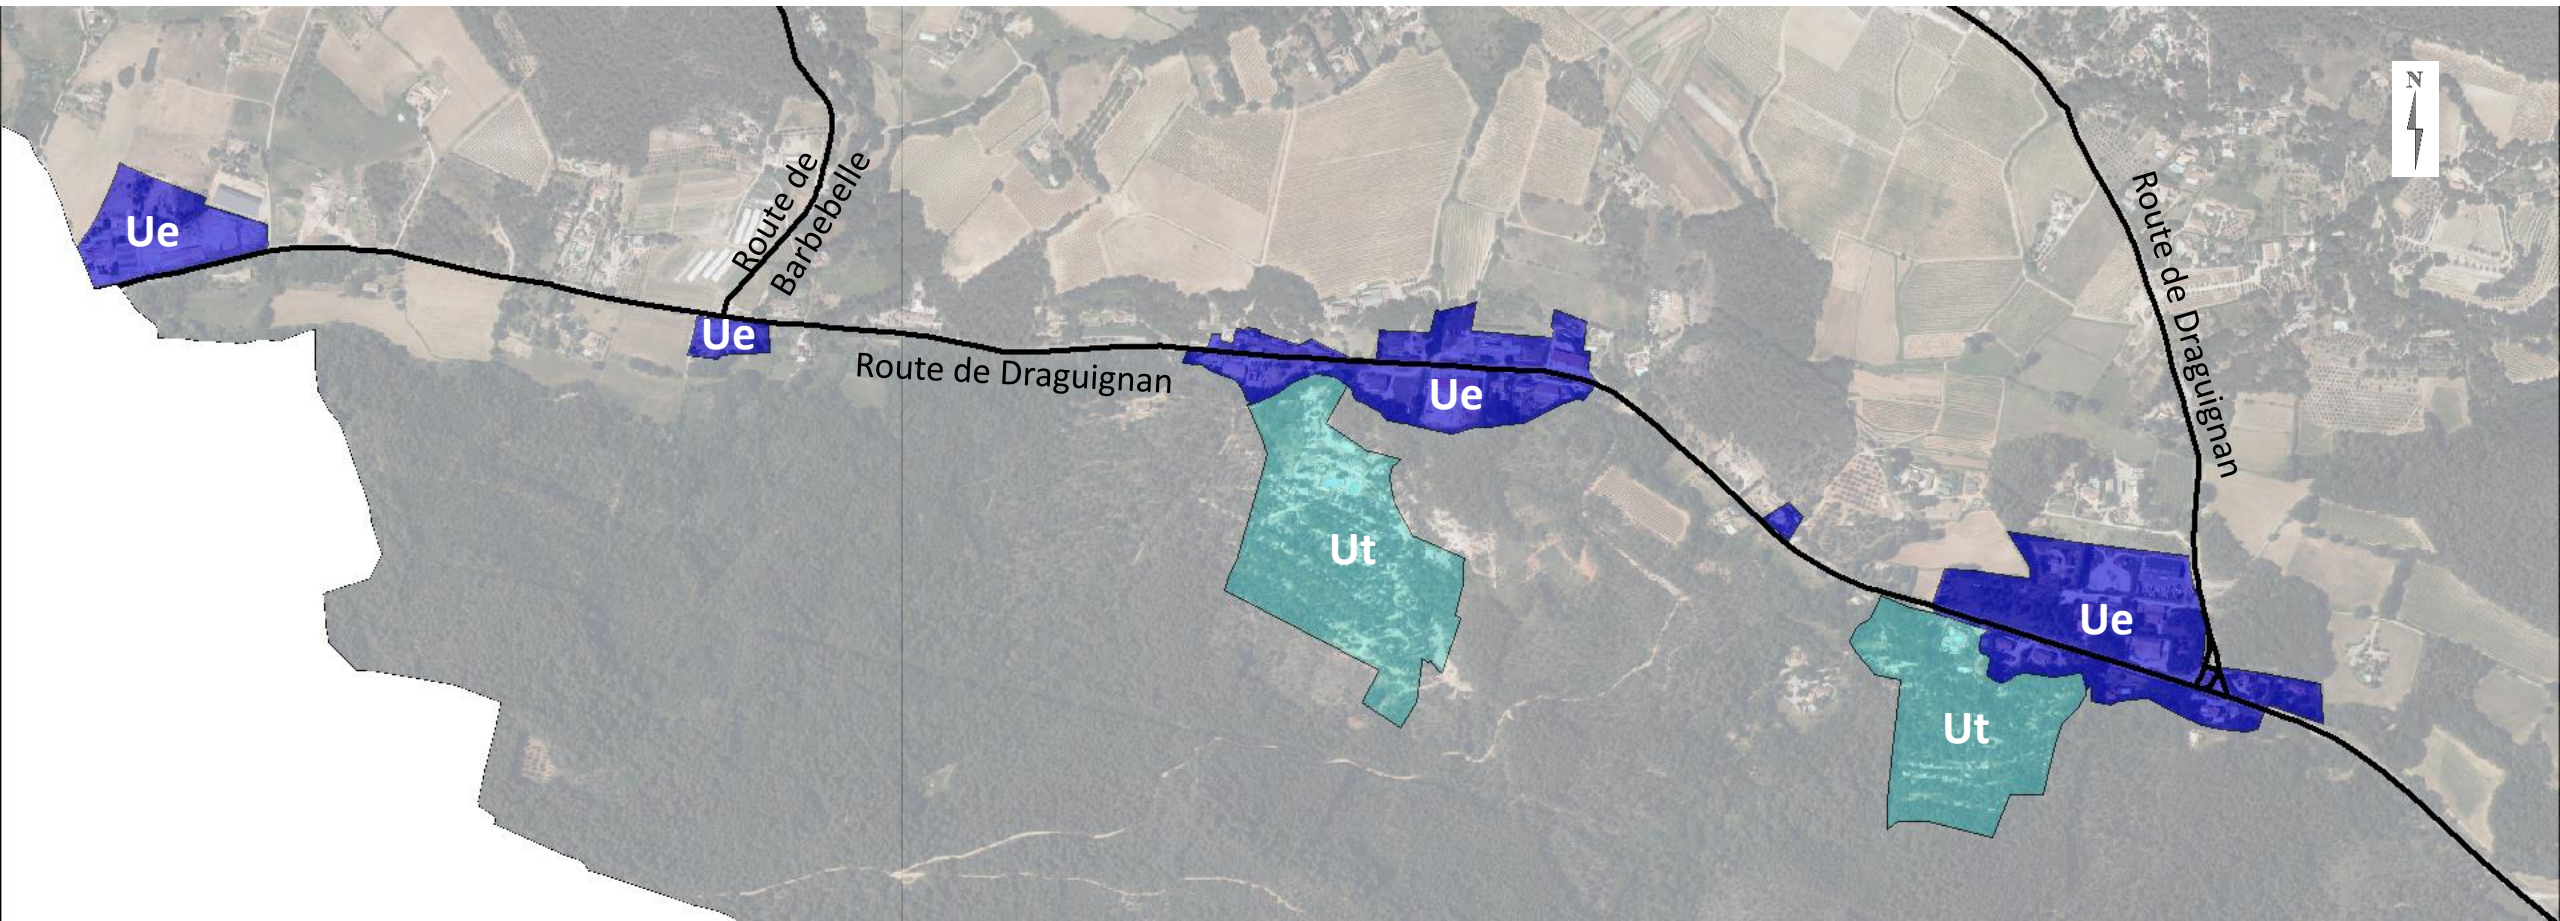 N
Route de
Barbebelle
Route de Draguignan
Ue
Ue
Route de Draguignan
Ue
Ut
Ue
Ut